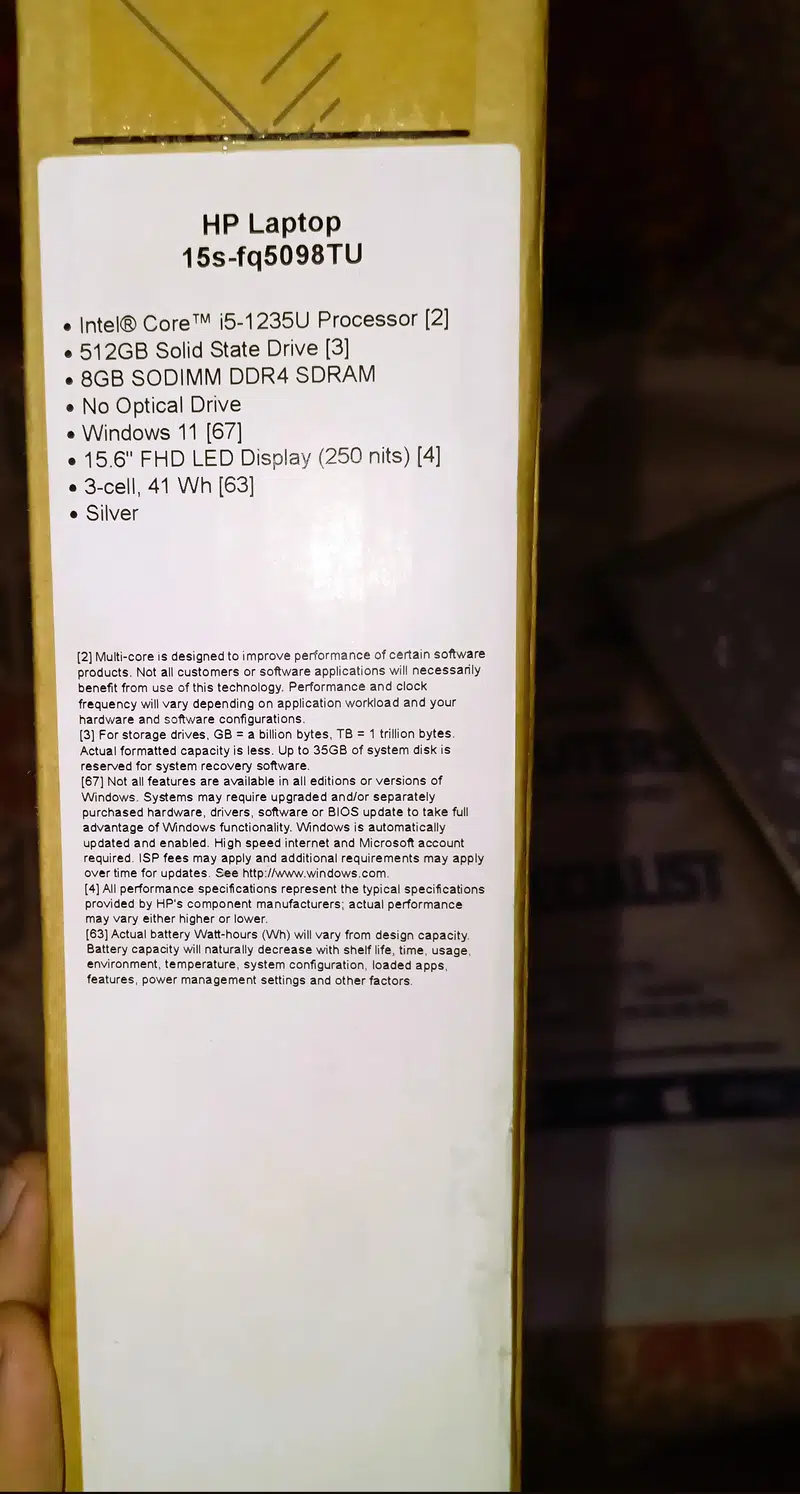 HP Laptop
15s-fq5098TU
• Intel® Core™ i5-1235U Processor [2]
• 512GB Solid State Drive [3]
• 8GB SODIMM DDR4 SDRAM
• No Optical Drive
• Windows 11 [67]
• 15.6" FHD LED Display (250 nits) [4]
• 3-cell, 41 Wh [63]
• Silver
[2] Multi-core is designed to improve performance of certain software
products. Not all customers or software applications will necessarily
benefit from use of this technology. Performance and clock
frequency will vary depending on application workload and your
hardware and software configurations.
[3] For storage drives, GB = a billion bytes, TB = 1 trillion bytes.
Actual formatted capacity is less. Up to 35GB of system disk is
reserved for system recovery software.
[67] Not all features are available in all editions or versions of
Windows. Systems may require upgraded and/or separately
purchased hardware, drivers, software or BIOS update to take full
advantage of Windows functionality. Windows is automatically
updated and enabled. High speed internet and Microsoft account
required. ISP fees may apply and additional requirements may apply
over time for updates. See http://www.windows.com.
[4] All performance specifications represent the typical specifications
provided by HP's component manufacturers; actual performance
may vary either higher or lower.
[63] Actual battery Watt-hours (Wh) will vary from design capacity.
Battery capacity will naturally decrease with shelf life, time, usage,
environment, temperature, system configuration, loaded apps,
features, power management settings and other factors.